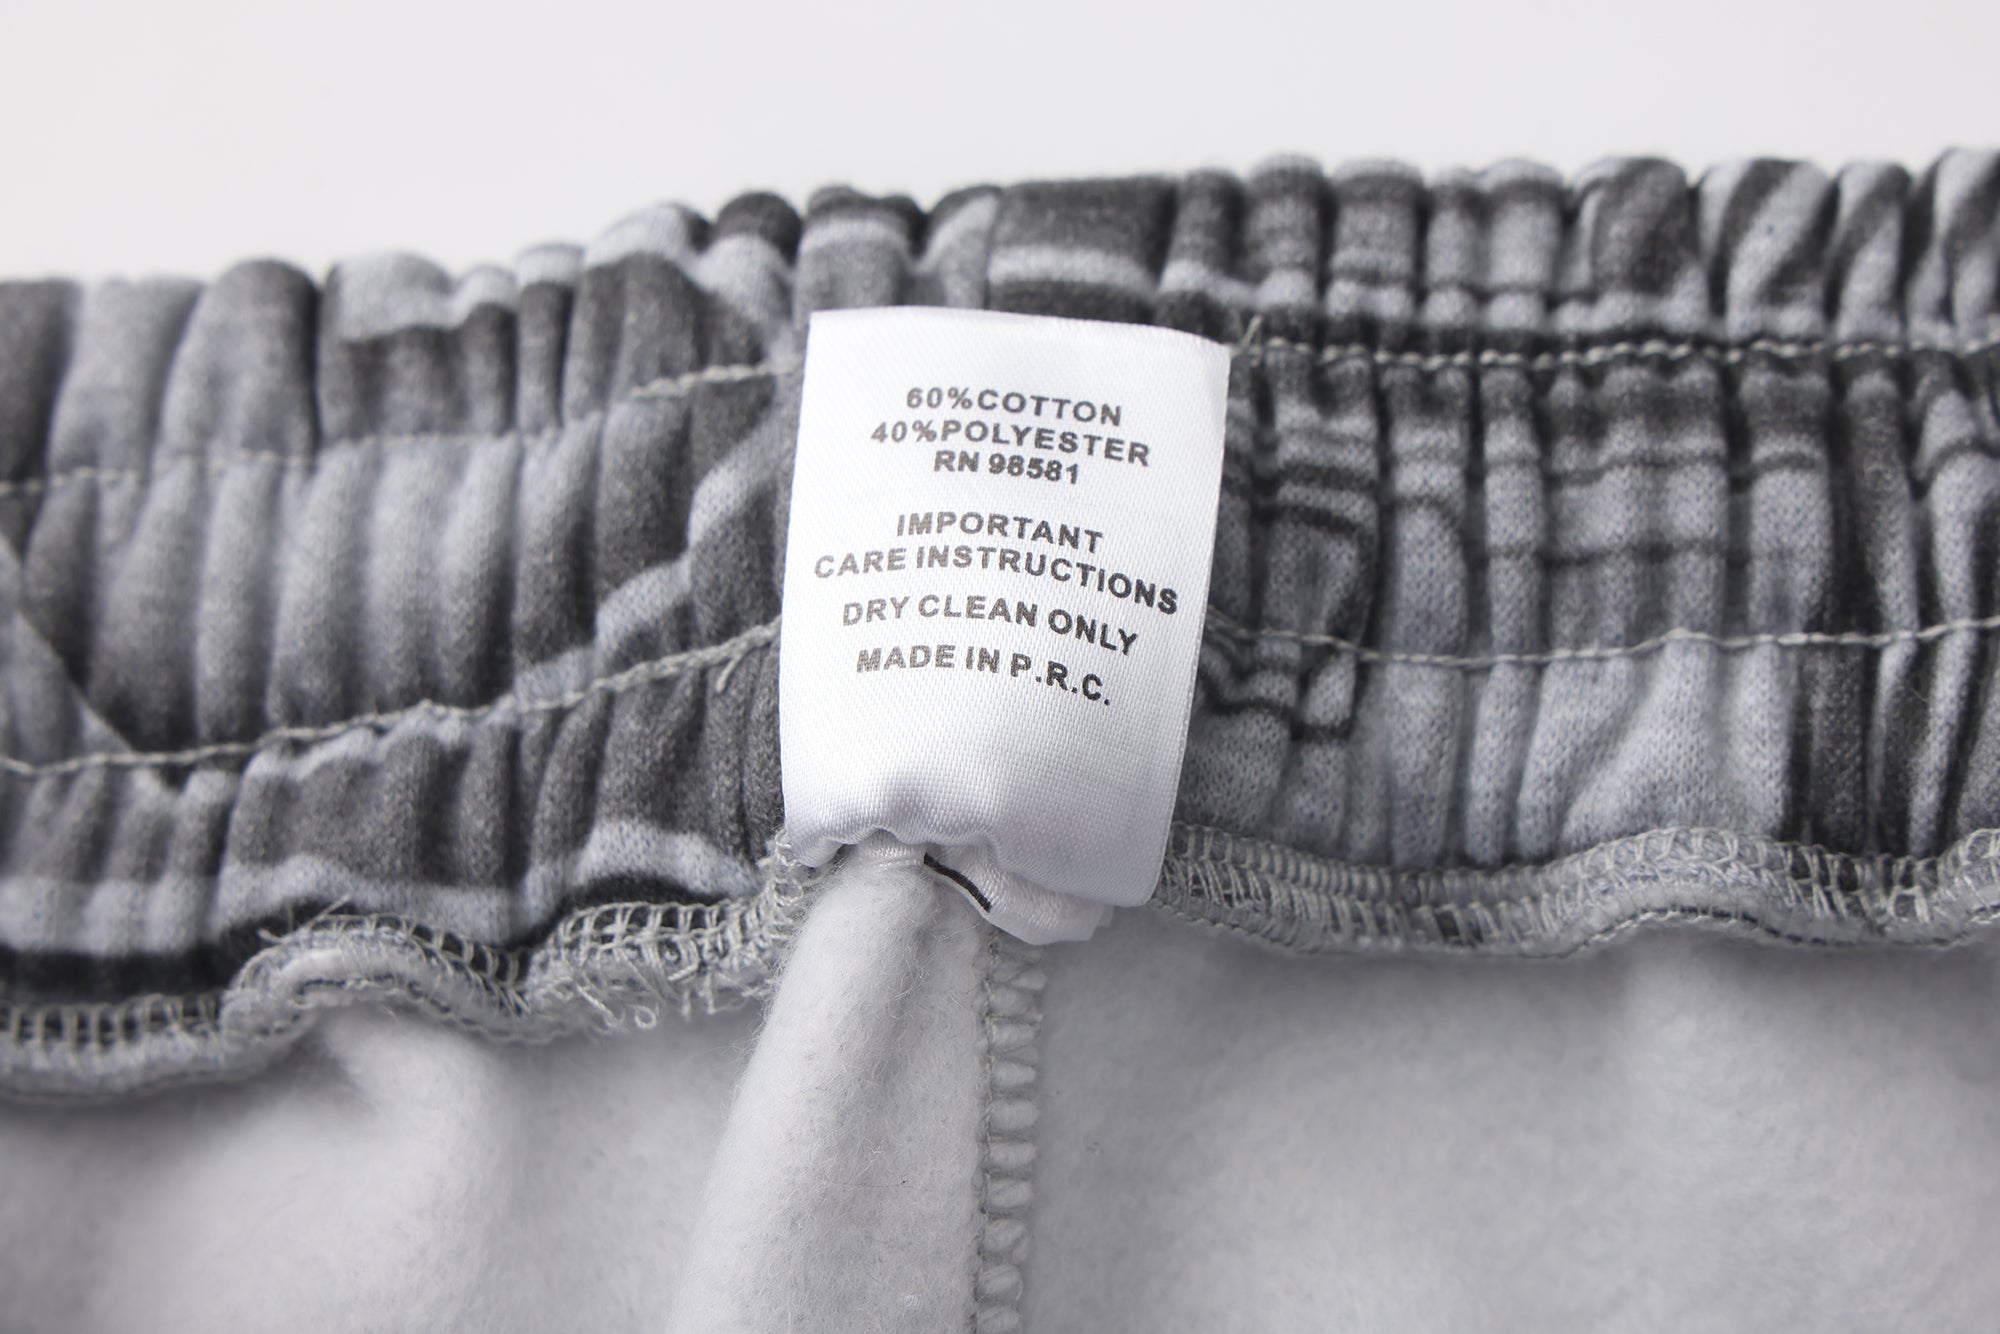 60%COTTON
40%POLYESTER
RN 98581
IMPORTANT
CARE INSTRUCTIONS
DRY CLEAN ONLY
MADE IN P.R.C.